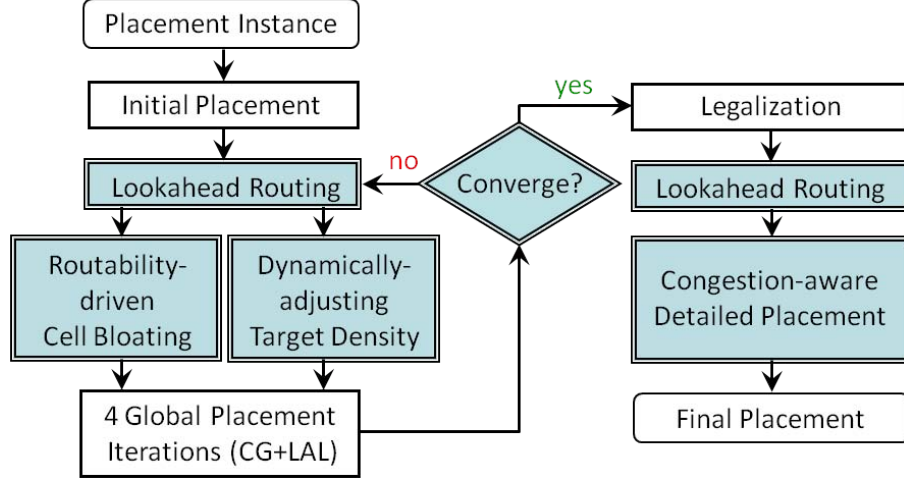 Placement Instance
Initial Placement
Lookahead Routing
Routability-
driven
Cell Bloating
Dynamically-
adjusting
Target Density
4 Global Placement
Iterations (CG+LAL)
no
Converge?
yes
Legalization
Lookahead Routing
Congestion-aware
Detailed Placement
Final Placement